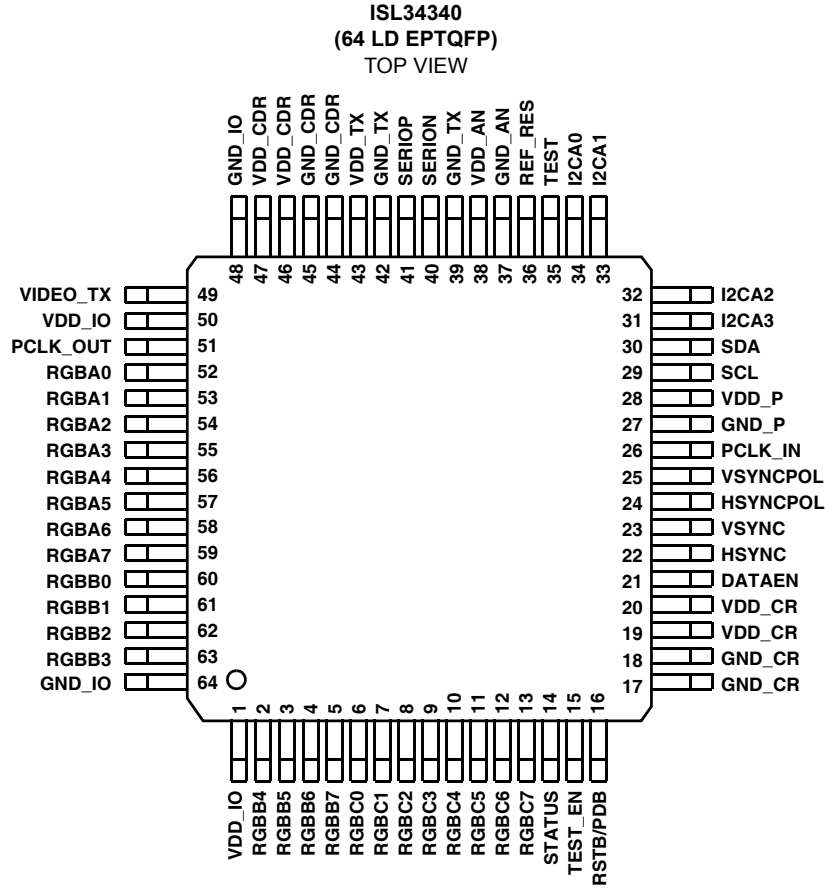 ISL34340
(64 LD EPTQFP)
TOP VIEW
GND_IO
VDD_CDR
VDD_CDR
GND_CDR
GND_CDR
VDD_TX
GND_TX
SERIOP
SERION
GND_TX
VDD_AN
GND_AN
REF_RES
TEST
I2CA0
I2CA1
48
47
46
45
44
43
42
41
40
39
38
37
36
35
34
33
VIDEO_TX 49
VDD_IO 50
PCLK_OUT 51
RGBA0 52
RGBA1 53
RGBA2 54
RGBA3 55
RGBA4 56
RGBA5 57
RGBA6 58
RGBA7 59
RGBB0 60
RGBB1 61
RGBB2 62
RGBB3 63
GND_IO 64
32 I2CA2
31 I2CA3
30 SDA
29 SCL
28 VDD_P
27 GND_P
26 PCLK_IN
25 VSYNCPOL
24 HSYNCPOL
23 VSYNC
22 HSYNC
21 DATAEN
20 VDD_CR
19 VDD_CR
18 GND_CR
17 GND_CR
1
2
3
4
5
6
7
8
9
10
11
12
13
14
15
16
VDD_IO
RGBB4
RGBB5
RGBB6
RGBB7
RGBC0
RGBC1
RGBC2
RGBC3
RGBC4
RGBC5
RGBC6
RGBC7
STATUS
TEST_EN
RSTB/PDB